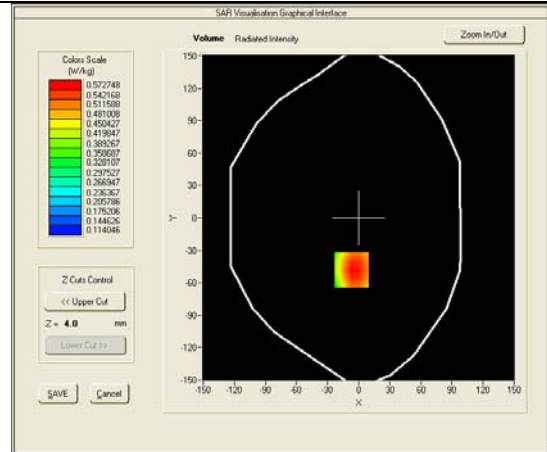 SAR Visualisation Graphical Interface
Volume Radiated Intensity
Zoom In/Out
Colors Scale
(W/kg)
0.572748
0.542168
0.511588
0.481008
0.450427
0.419847
0.389267
0.358687
0.328107
0.297527
0.266947
0.236367
0.205786
0.175206
0.144626
0.114046
Z Cuts Control
<< Upper Cut
Z = 4.0 mm
Lower Cut >>
SAVE Cancel
150
120
90
60
30
0
-30
-60
-90
-120
-150
Y
-150 -120 -90 -60 -30 0 30 60 90 120 150
X